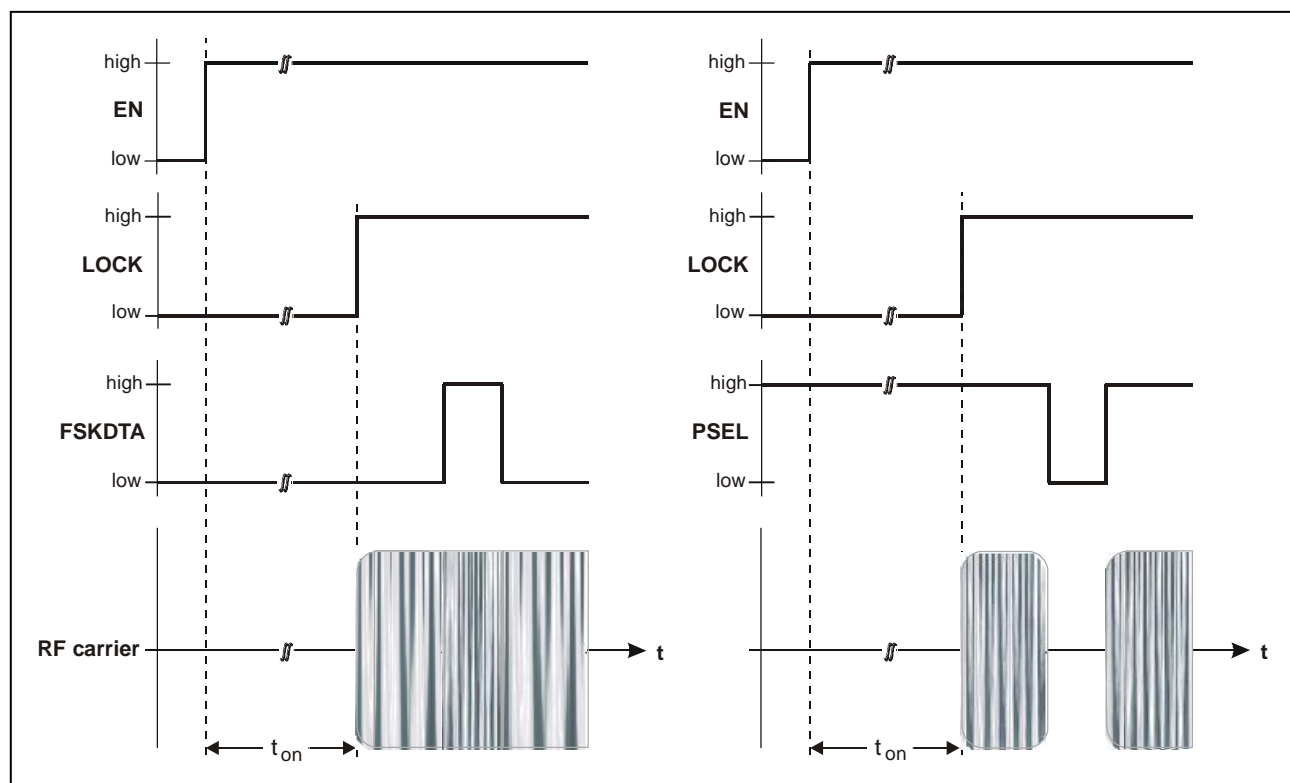 high
EN
low
high
LOCK
low
high
FSKDTA
low
RF carrier
t
t on
high
EN
low
high
LOCK
low
high
PSEL
low
t
t on